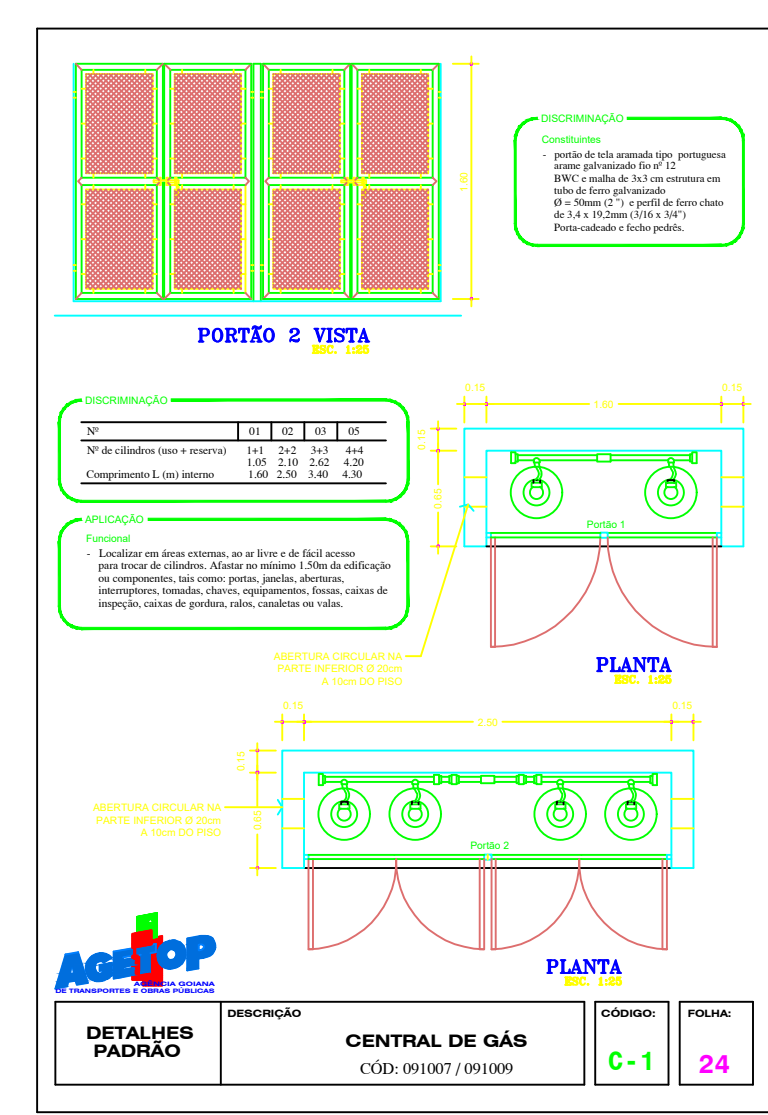 1.60
PORTÃO 2 VISTA
ESC. 1:25
DISCRIMINAÇÃO
Constituintes
- portão de tela aramada tipo portuguesa
arame galvanizado fio nº 12
BWC e malha de 3x3 cm estrutura em
tubo de ferro galvanizado
Ø = 50mm (2 ") e perfil de ferro chato
de 3,4 x 19,2mm (3/16 x 3/4")
Porta-cadeado e fecho pedrês.
DISCRIMINAÇÃO
Nº 01 02 03 05
Nº de cilindros (uso + reserva) 1+1 2+2 3+3 4+4
1.05 2.10 2.62 4.20
Comprimento L (m) interno 1.60 2.50 3.40 4.30
APLICAÇÃO
Funcional
- Localizar em áreas externas, ao ar livre e de fácil acesso
para trocar de cilindros. Afastar no mínimo 1.50m da edificação
ou componentes, tais como: portas, janelas, aberturas,
interruptores, tomadas, chaves, equipamentos, fossas, caixas de
inspeção, caixas de gordura, ralos, canaletas ou valas.
0.15 1.60 0.15
0.15
0.65
Portão 1
ABERTURA CIRCULAR NA
PARTE INFERIOR Ø 20cm
A 10cm DO PISO
PLANTA
ESC. 1:25
0.15 2.50 0.15
0.15
0.65
ABERTURA CIRCULAR NA
PARTE INFERIOR Ø 20cm
A 10cm DO PISO
Portão 2
PLANTA
ESC. 1:25
AGETOP
AGÊNCIA GOIANA
DE TRANSPORTES E OBRAS PÚBLICAS
DETALHES
PADRÃO
DESCRIÇÃO
CENTRAL DE GÁS
CÓD: 091007 / 091009
CÓDIGO:
C-1
FOLHA:
24